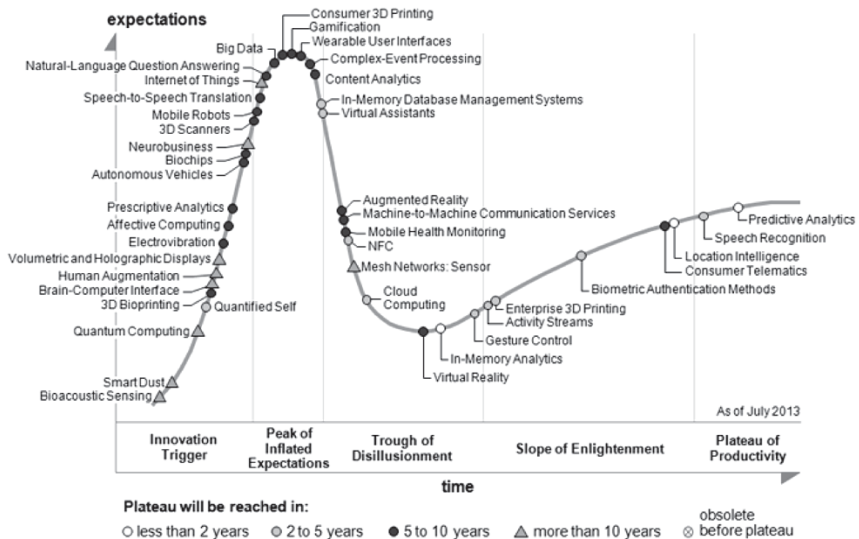 expectations
Consumer 3D Printing
Gamification
Wearable User Interfaces
Big Data
Complex-Event Processing
Natural-Language Question Answering
Content Analytics
Internet of Things
In-Memory Database Management Systems
Speech-to-Speech Translation
Virtual Assistants
Mobile Robots
3D Scanners
Neurobusiness
Biochips
Autonomous Vehicles
Augmented Reality
Prescriptive Analytics
Machine-to-Machine Communication Services
Affective Computing
Mobile Health Monitoring
Electrovibration
NFC
Predictive Analytics
Speech Recognition
Volumetric and Holographic Displays
Mesh Networks: Sensor
Location Intelligence
Human Augmentation
Consumer Telematics
Brain-Computer Interface
Biometric Authentication Methods
3D Bioprinting
Quantified Self
Cloud
Computing
Enterprise 3D Printing
Activity Streams
Quantum Computing
Gesture Control
In-Memory Analytics
Virtual Reality
Smart Dust
Bioacoustic Sensing
As of July 2013
Innovation
Trigger
Peak of
Inflated
Expectations
Trough of
Disillusionment
Slope of Enlightenment
Plateau of
Productivity
time
Plateau will be reached in:
less than 2 years
2 to 5 years
5 to 10 years
more than 10 years
obsolete
before plateau